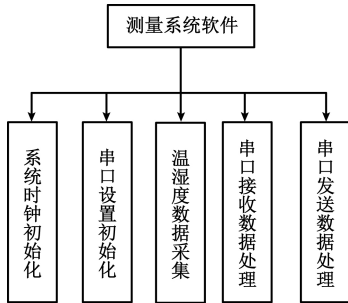 测量系统软件
系统时钟初始化
串口设置初始化
温湿度数据采集
串口接收数据处理
串口发送数据处理